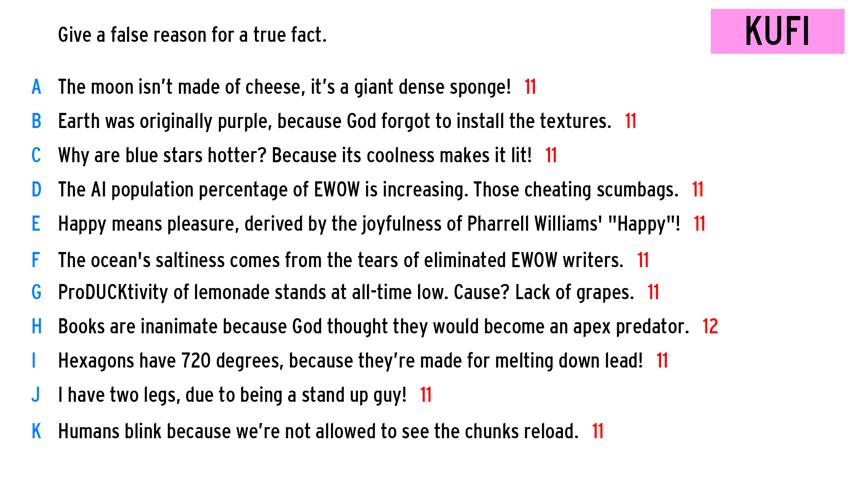 Give a false reason for a true fact.
KUFI
A The moon isn’t made of cheese, it’s a giant dense sponge! 11
B Earth was originally purple, because God forgot to install the textures. 11
C Why are blue stars hotter? Because its coolness makes it lit! 11
D The AI population percentage of EWOW is increasing. Those cheating scumbags. 11
E Happy means pleasure, derived by the joyfulness of Pharrell Williams' "Happy"! 11
F The ocean's saltiness comes from the tears of eliminated EWOW writers. 11
G ProDUCKtivity of lemonade stands at all-time low. Cause? Lack of grapes. 11
H Books are inanimate because God thought they would become an apex predator. 12
I Hexagons have 720 degrees, because they’re made for melting down lead! 11
J I have two legs, due to being a stand up guy! 11
K Humans blink because we’re not allowed to see the chunks reload. 11